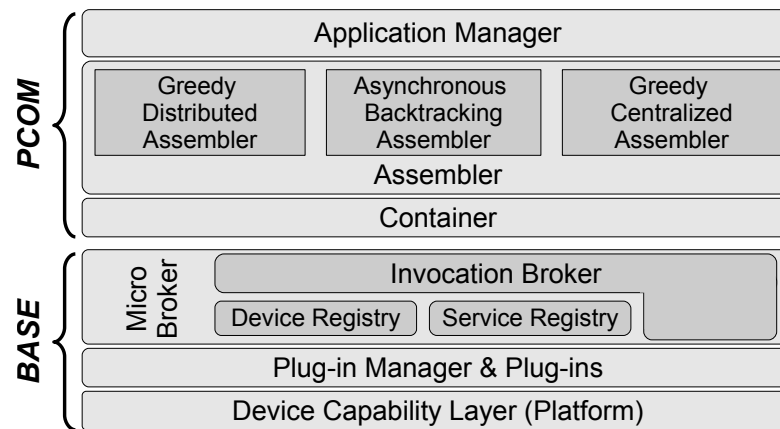 PCOM
Application Manager
Greedy
Distributed
Assembler
Asynchronous
Backtracking
Assembler
Greedy
Centralized
Assembler
Assembler
Container
BASE
Micro
Broker
Invocation Broker
Device Registry
Service Registry
Plug-in Manager & Plug-ins
Device Capability Layer (Platform)